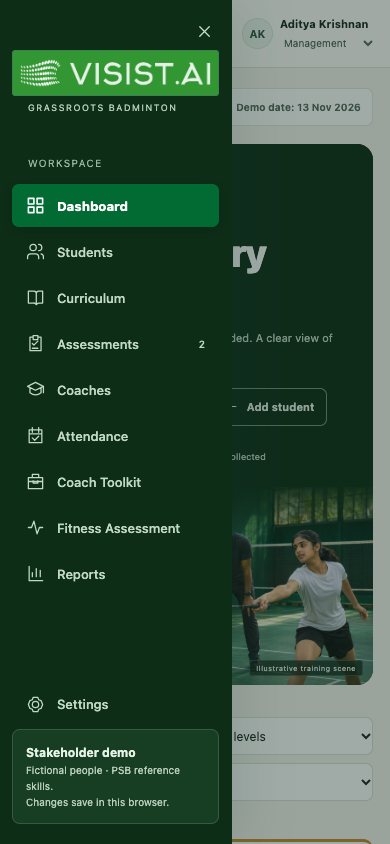 AK
Aditya Krishnan
Management
VISIST.AI
GRASSROOTS BADMINTON
Demo date: 13 Nov 2026
WORKSPACE
Dashboard
Students
ry
Curriculum
ded. A clear view of
Assessments 2
Coaches
Add student
Attendance
ollected
Coach Toolkit
Fitness Assessment
Reports
Illustrative training scene
Settings
levels
Stakeholder demo
Fictional people · PSB reference
skills.
Changes save in this browser.